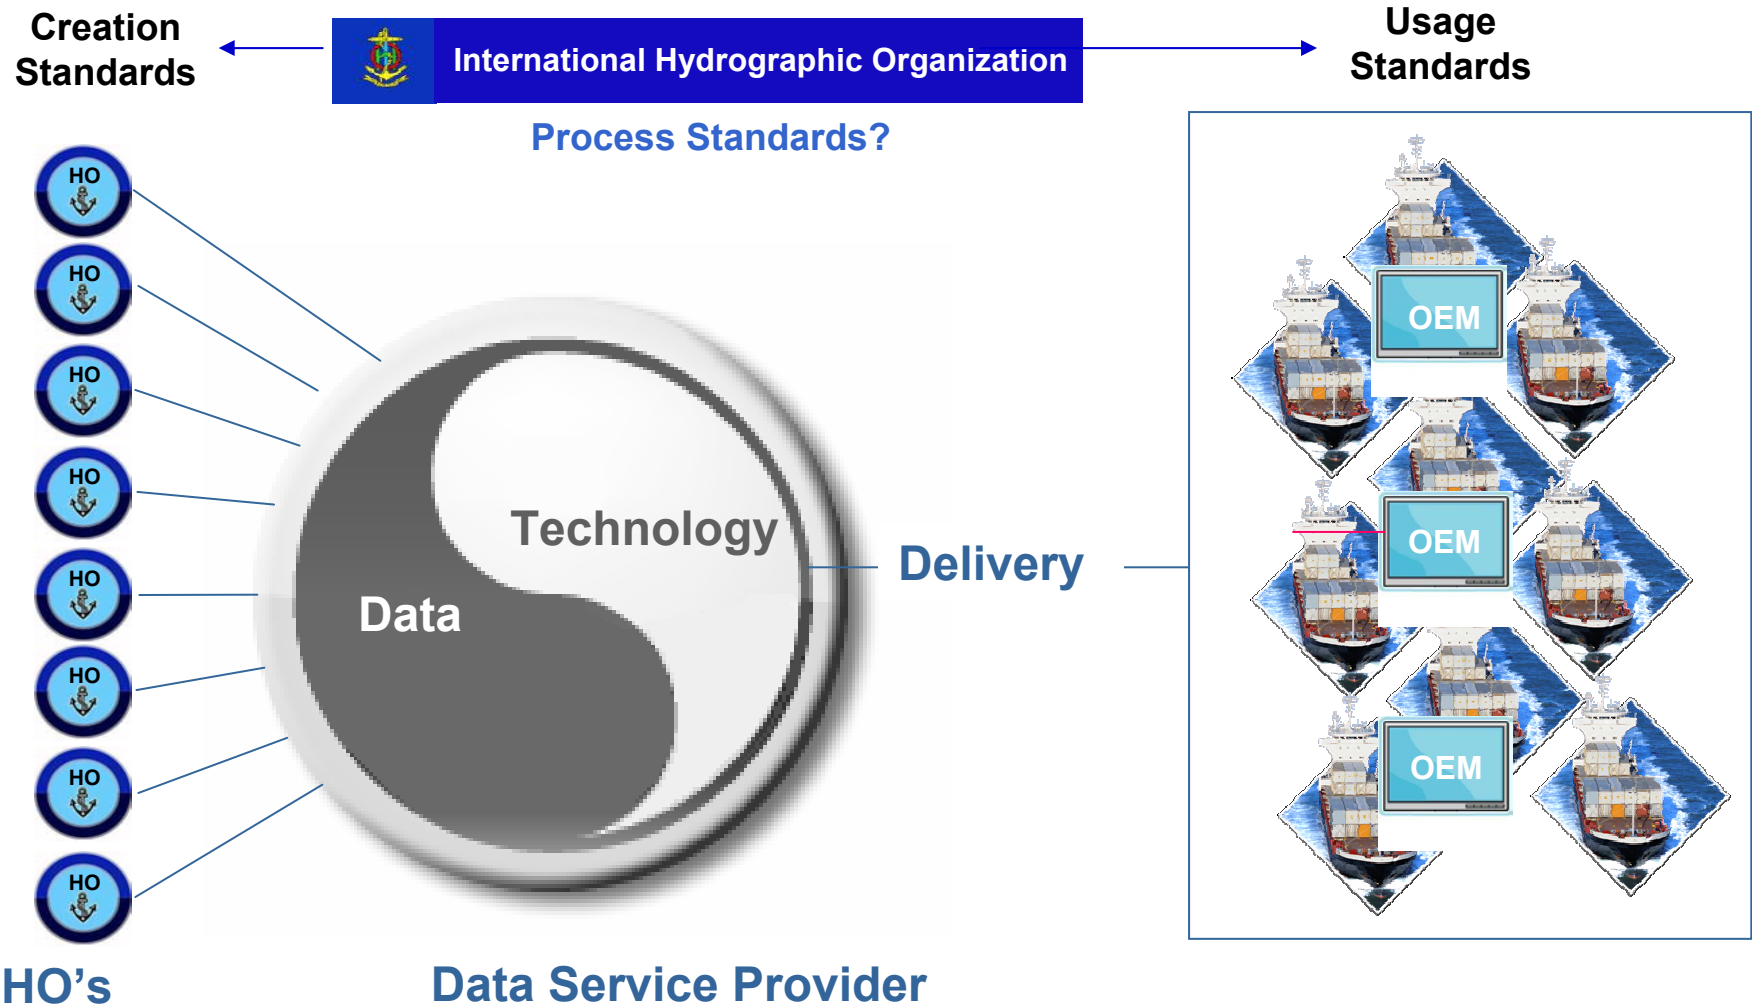 Creation
Standards
International Hydrographic Organization
Usage
Standards
Process Standards?
HO
HO
HO
HO
HO
HO
HO
HO
Technology
Data
Delivery
OEM
OEM
OEM
HO's
Data Service Provider